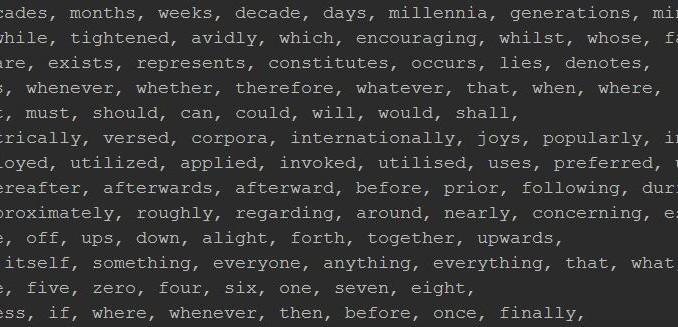 cades, months, weeks, decade, days, millennia, generations, min
while, tightened, avidly, which, encouraging, whilst, whose, fa
are, exists, represents, constitutes, occurs, lies, denotes,
s, whenever, whether, therefore, whatever, that, when, where,
t, must, should, can, could, will, would, shall,
trically, versed, corpora, internationally, joys, popularly, in
loyed, utilized, applied, invoked, utilised, uses, preferred, u
ereafter, afterwards, afterward, before, prior, following, duri
proximately, roughly, regarding, around, nearly, concerning, es
e, off, ups, down, alight, forth, together, upwards,
itself, something, everyone, anything, everything, that, what
e, five, zero, four, six, one, seven, eight,
ess, if, where, whenever, then, before, once, finally,